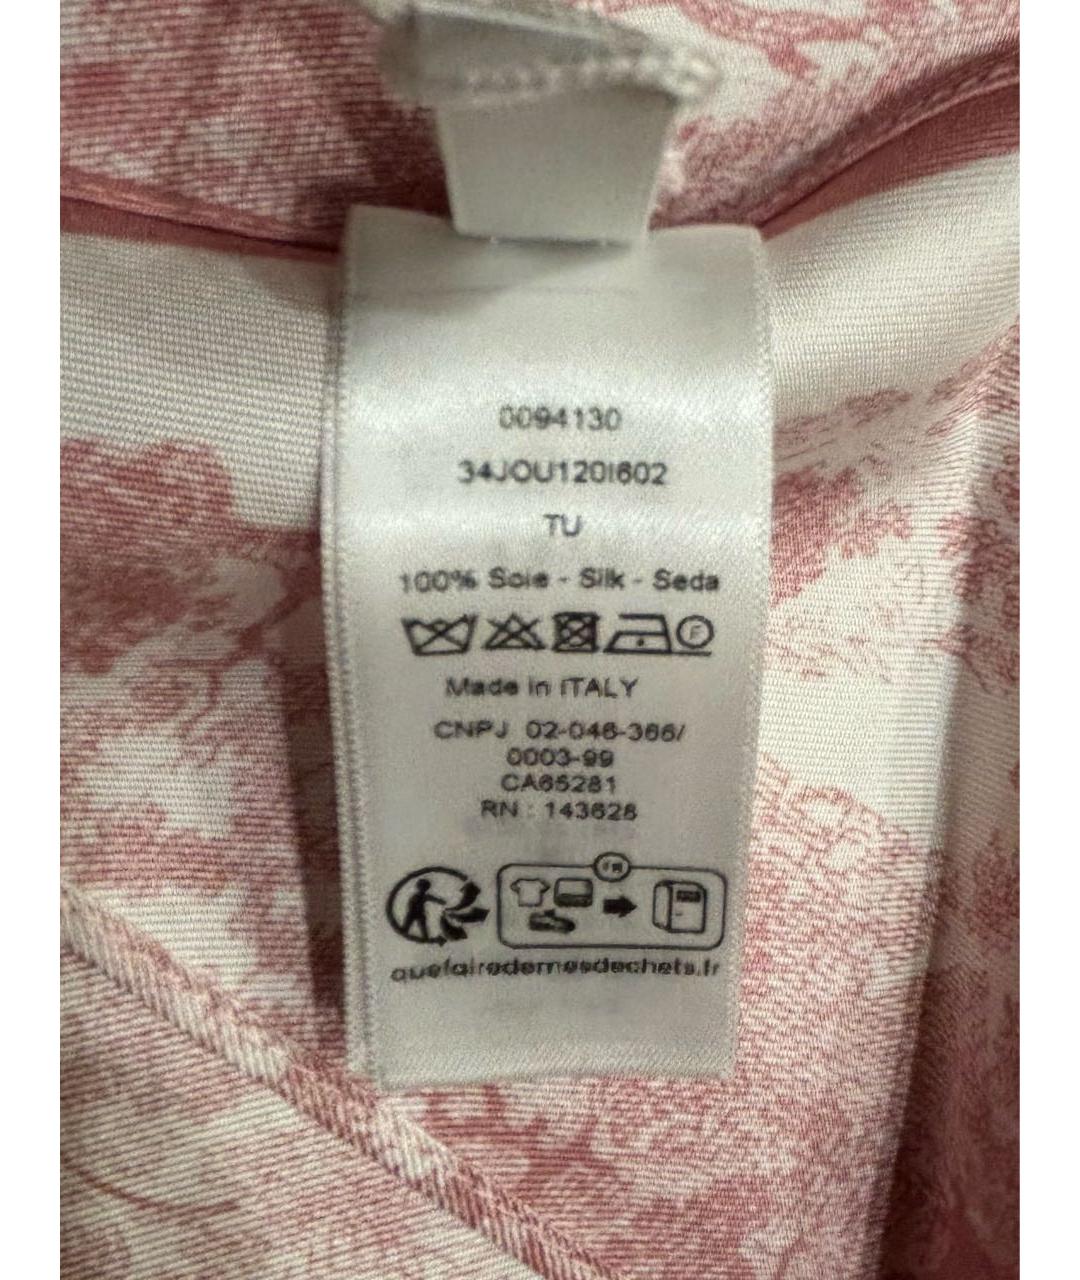 0094130
34JOU120I602
TU
100% Soie - Silk - Seda
F
Made in ITALY
CNPJ 02-046-366/
0003-99
CA65281
RN : 143628
FR
quefairedemesdechets.fr